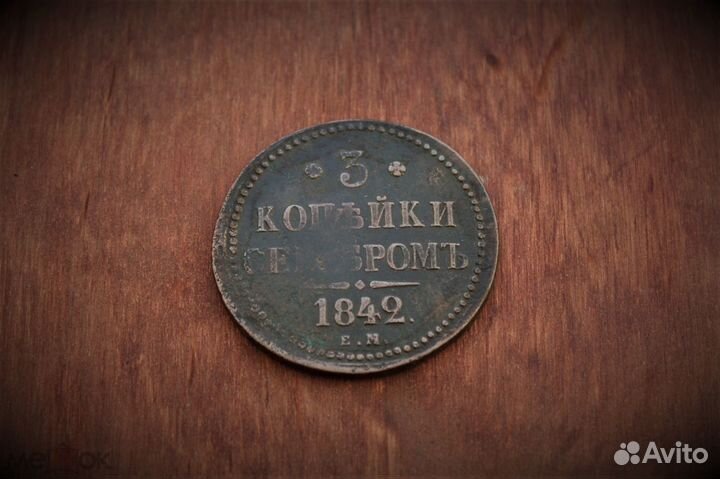 3
КОПѢЙКИ
СЕРЕБРОМЪ
1842.
Е.М.
Avito